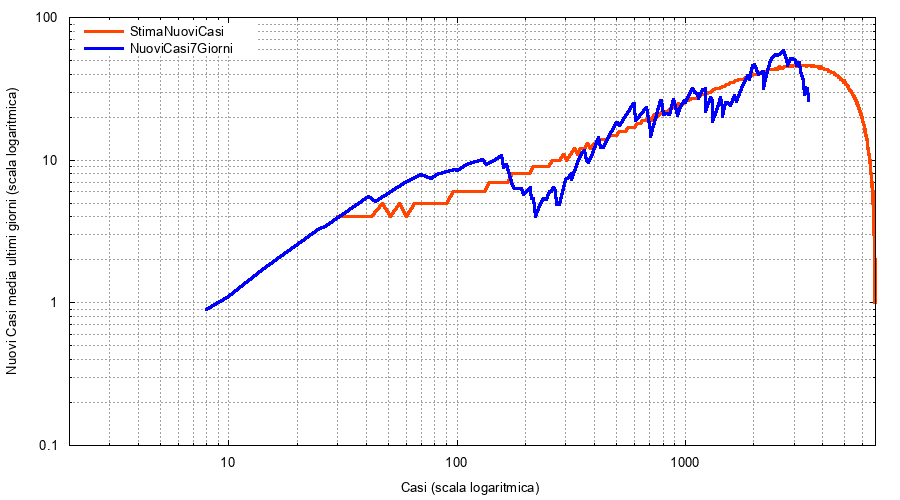 StimaNuoviCasi
NuoviCasi7Giorni
100
10
1
0.1
10
100
1000
Nuovi Casi media ultimi giorni (scala logaritmica)
Casi (scala logaritmica)